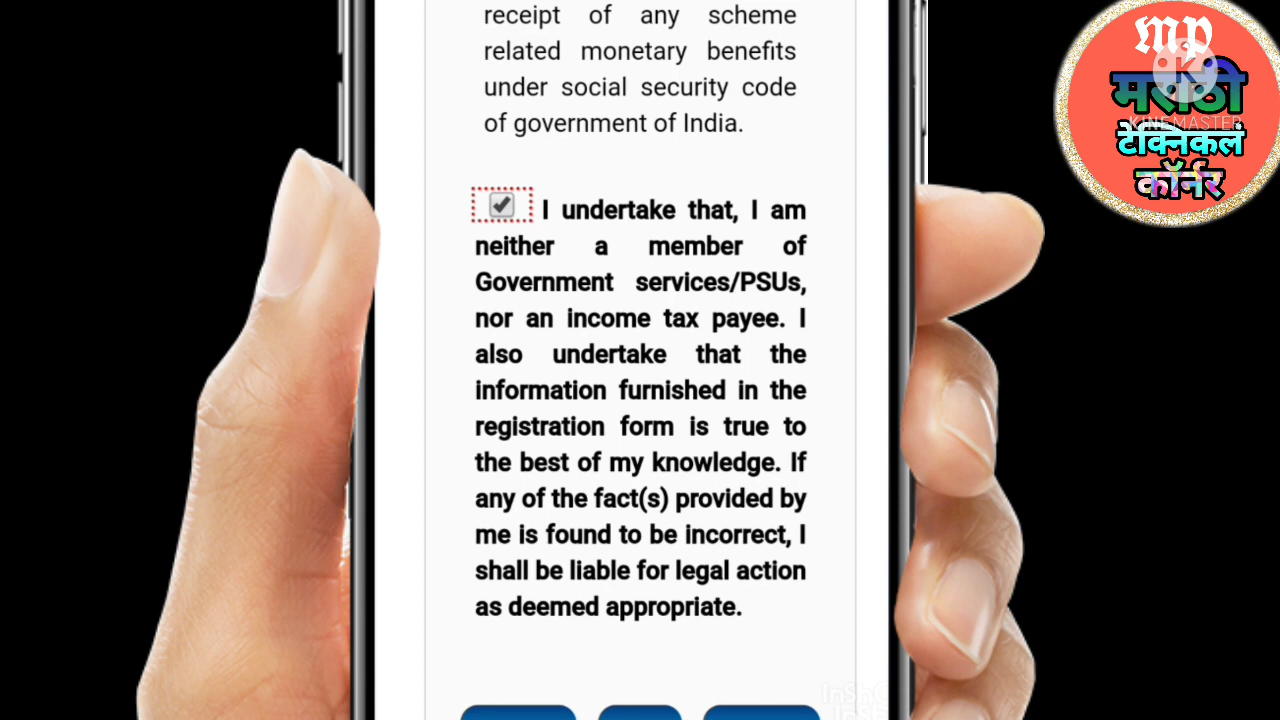 receipt of any scheme
related monetary benefits
under social security code
of government of India.
I undertake that, I am
neither a member of
Government services/PSUs,
nor an income tax payee. I
also undertake that the
information furnished in the
registration form is true to
the best of my knowledge. If
any of the fact(s) provided by
me is found to be incorrect, I
shall be liable for legal action
as deemed appropriate.
mp
मराठी
K
KINEMASTER
टेक्निकलं
कॉर्नर